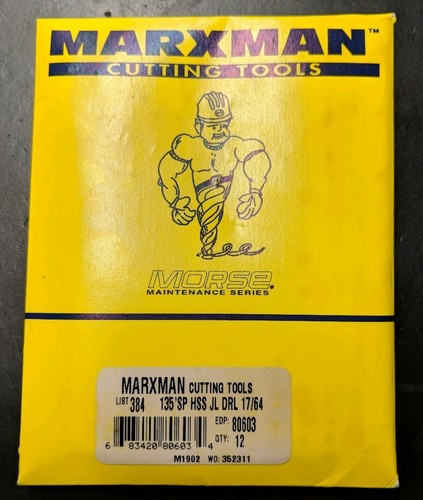 MARXMAN™
CUTTING TOOLS
MORSE®
MAINTENANCE SERIES
MARXMAN CUTTING TOOLS
LIST 384 135°SP HSS JL DRL 17/64
EDP: 80603
QTY: 12
6 83420 80603 4
M1902 WO: 352311